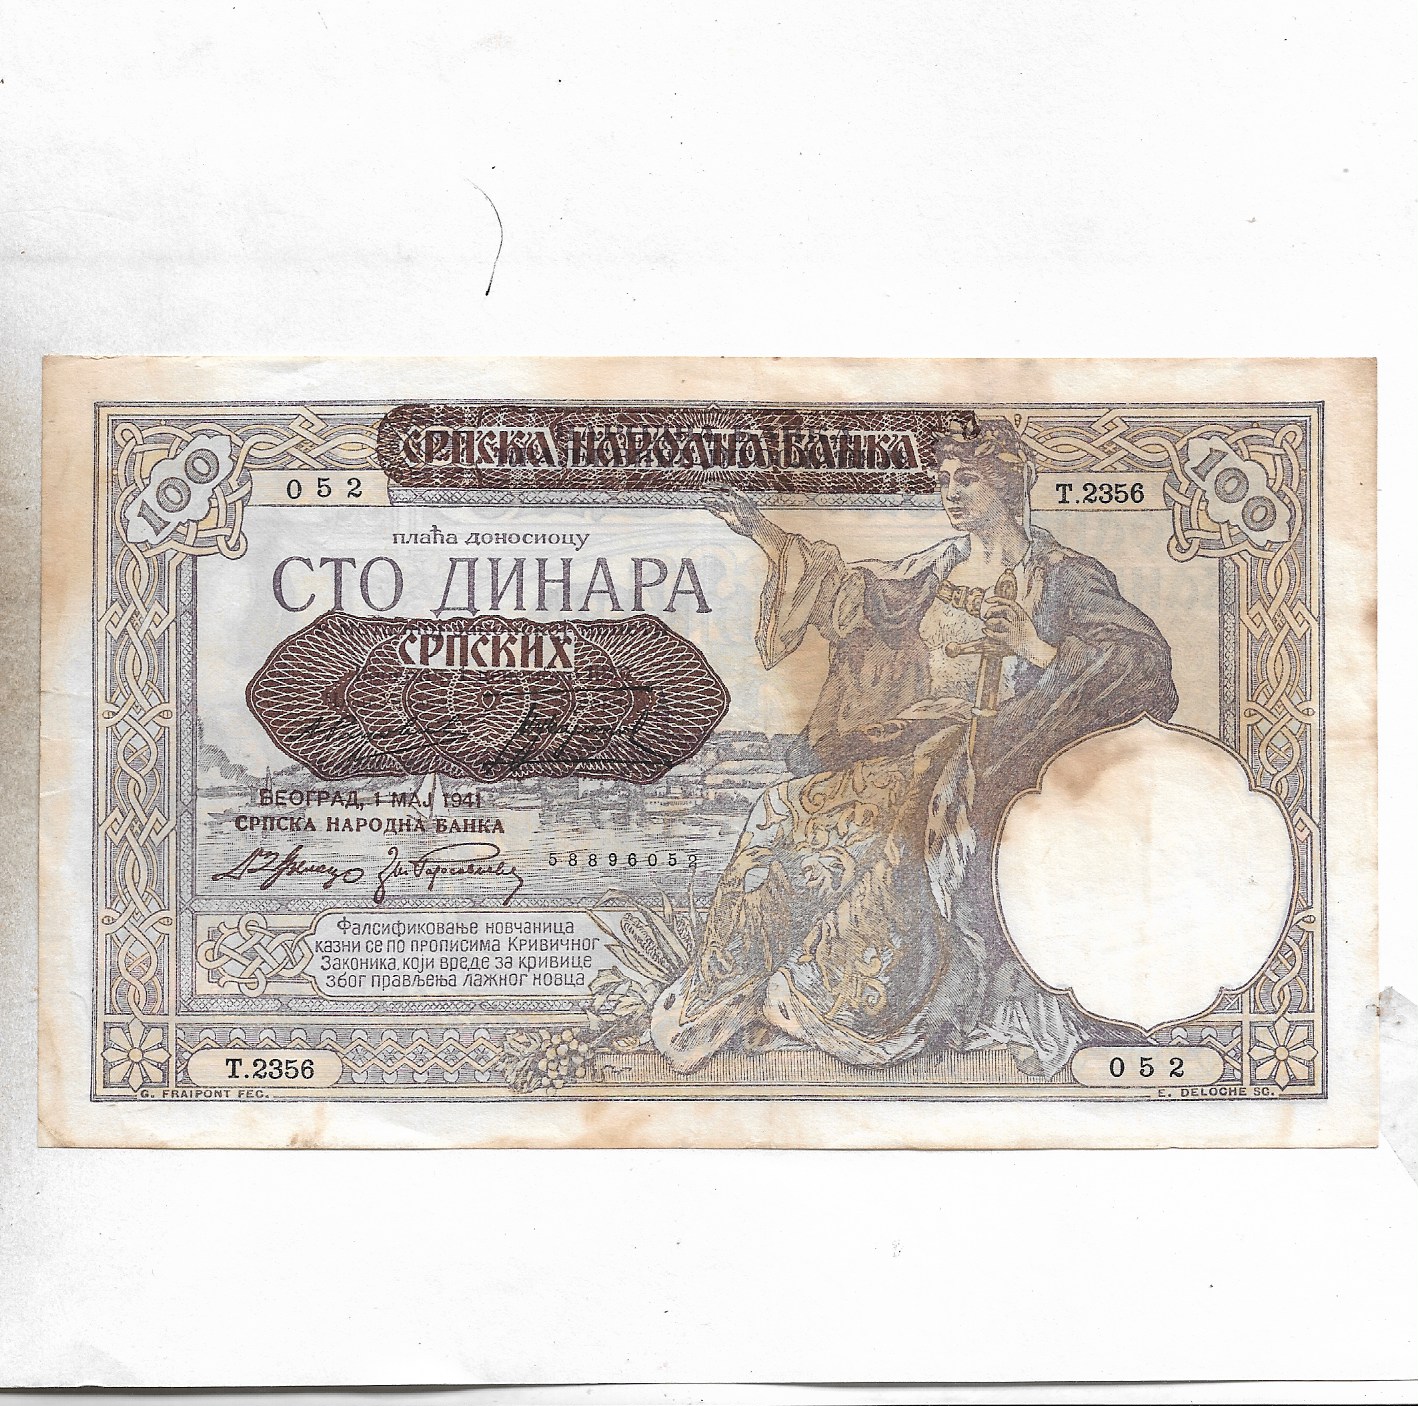 СРПСКА НАРОДНА БАНКА
100
100
052
Т.2356
плаћа доносиоцу
СТО ДИНАРА
СРПСКИХ
БЕОГРАД, 1 МАЈ 1941
СРПСКА НАРОДНА БАНКА
58896052
Фалсификовање новчаница
казни се по прописима Кривичног
Законика, који вреде за кривице
због прављења лажног новца
Т.2356
052
G. FRAIPONT FEC.
E. DELOCHE SC.